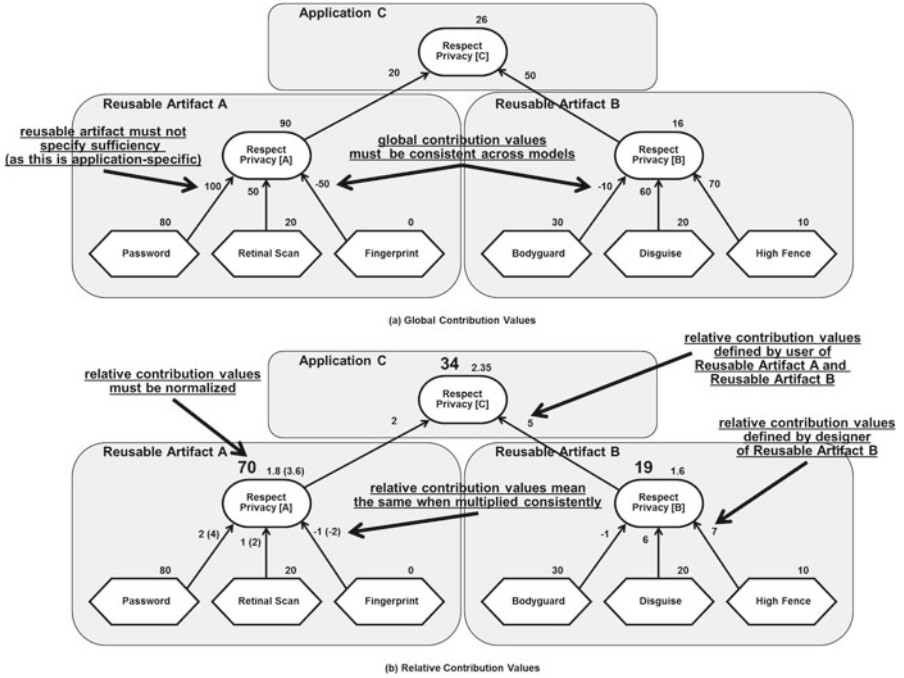 Application C
26
Respect
Privacy [C]
20
50
Reusable Artifact A
Reusable Artifact B
reusable artifact must not
specify sufficiency
(as this is application-specific)
90
global contribution values
must be consistent across models
16
Respect
Privacy [A]
Respect
Privacy [B]
100
50
-50
-10
60
70
80
20
0
30
20
10
Password
Retinal Scan
Fingerprint
Bodyguard
Disguise
High Fence
(a) Global Contribution Values
relative contribution values
must be normalized
Application C
34 2.35
relative contribution values
defined by user of
Reusable Artifact A and
Reusable Artifact B
Respect
Privacy [C]
2
5
relative contribution values
defined by designer
of Reusable Artifact B
Reusable Artifact A
Reusable Artifact B
70 1.8 (3.6)
19 1.6
relative contribution values mean
the same when multiplied consistently
Respect
Privacy [A]
Respect
Privacy [B]
2 (4)
1 (2)
-1 (-2)
-1
6
7
80
20
0
30
20
10
Password
Retinal Scan
Fingerprint
Bodyguard
Disguise
High Fence
(b) Relative Contribution Values